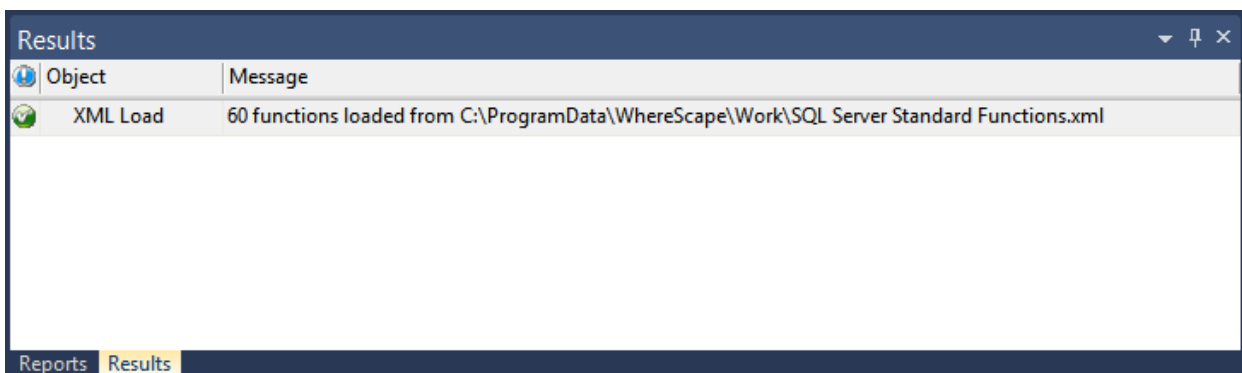 Results
Object Message
XML Load 60 functions loaded from C:\ProgramData\WhereScape\Work\SQL Server Standard Functions.xml
Reports Results